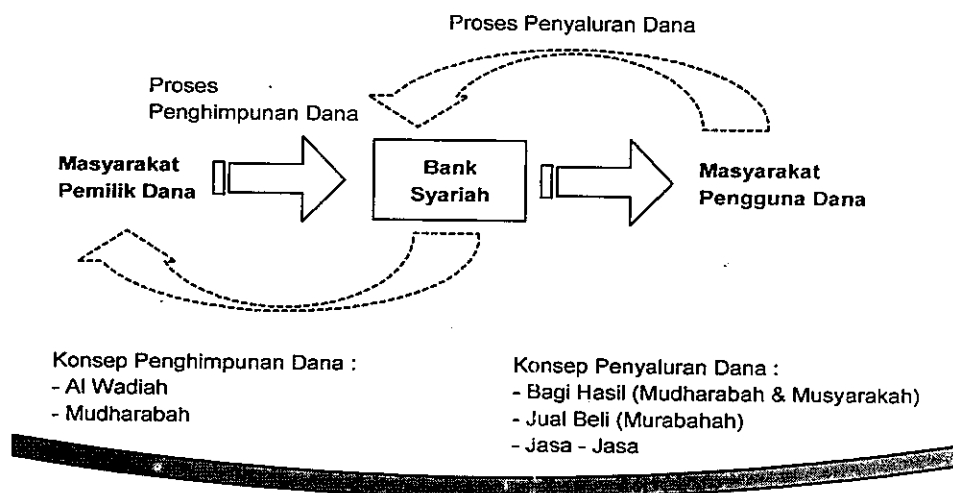 Proses Penyaluran Dana
Proses
Penghimpunan Dana
Masyarakat
Pemilik Dana
Bank
Syariah
Masyarakat
Pengguna Dana
Konsep Penghimpunan Dana :
- Al Wadiah
- Mudharabah
Konsep Penyaluran Dana :
- Bagi Hasil (Mudharabah & Musyarakah)
- Jual Beli (Murabahah)
- Jasa - Jasa